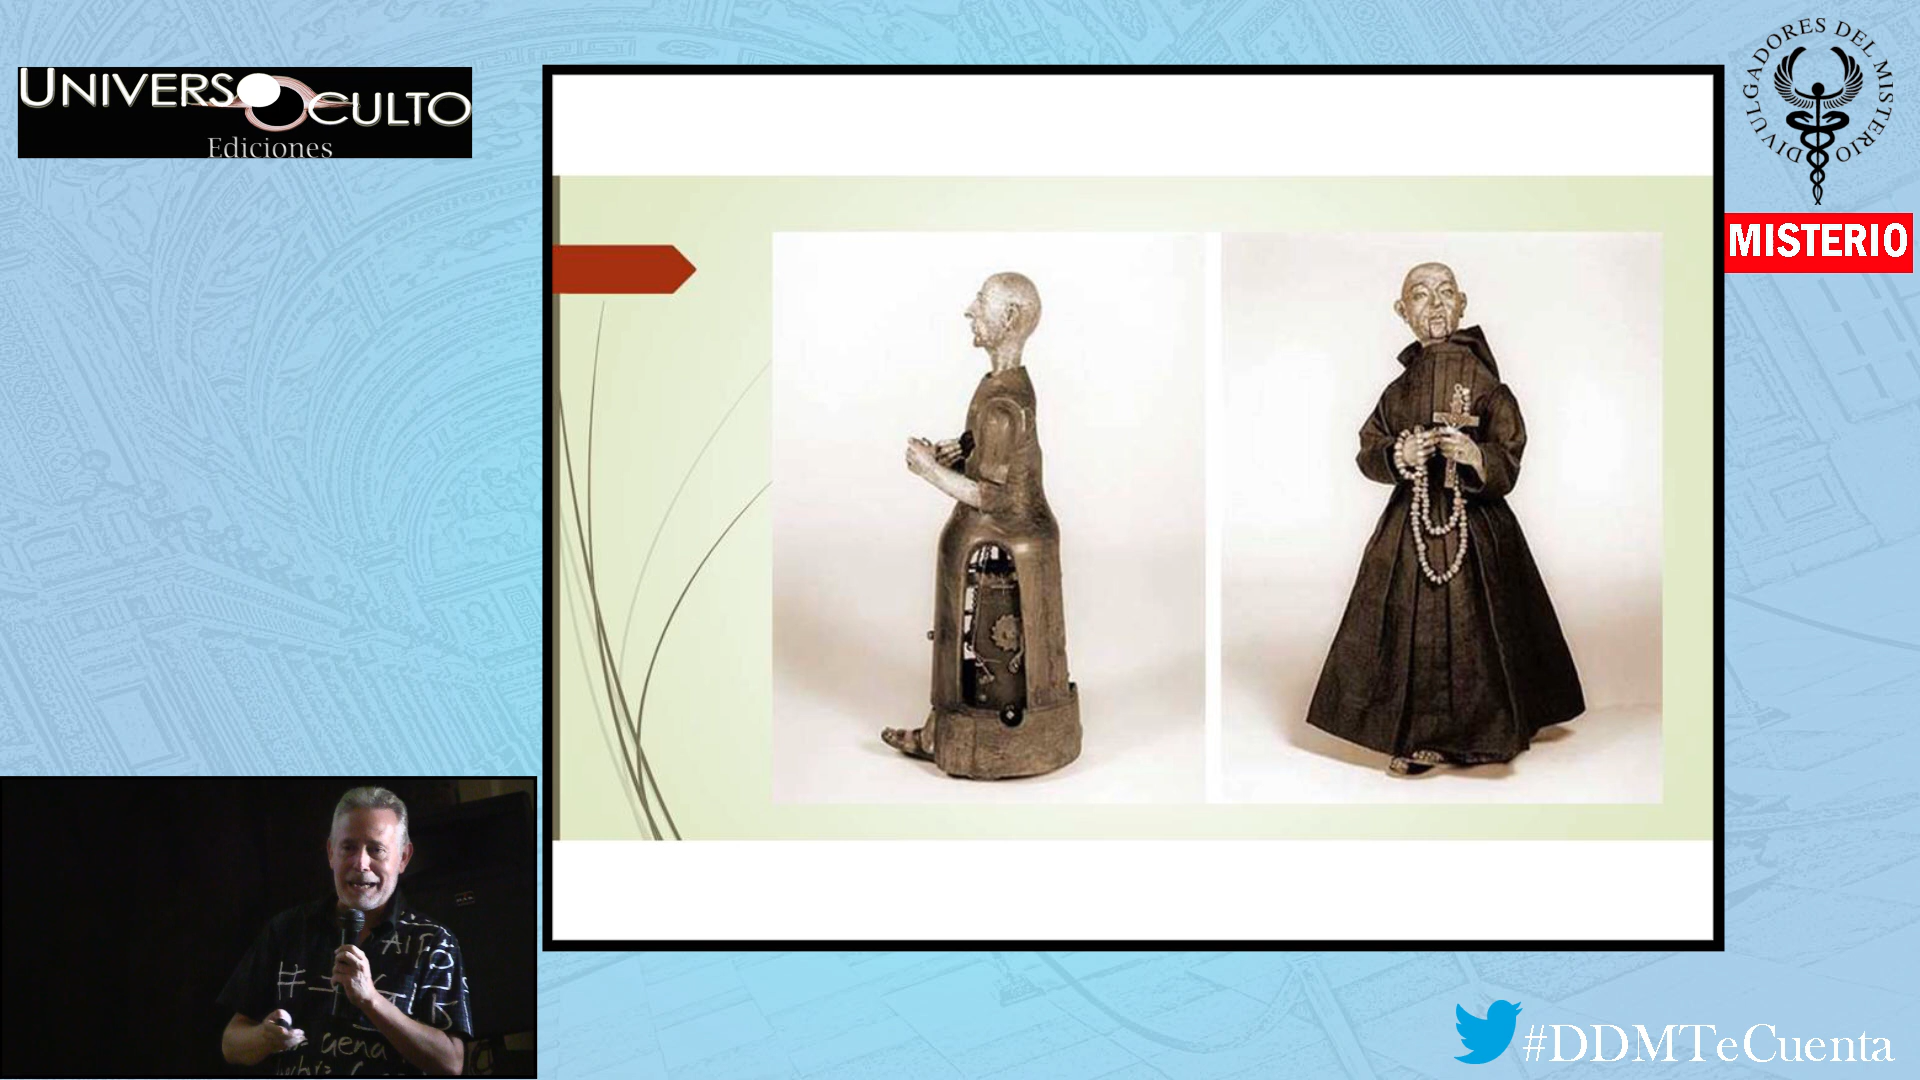 UNIVERSO OCULTO
Ediciones
DIVULGADORES DEL MISTERIO
MISTERIO
#DDMTeCuenta